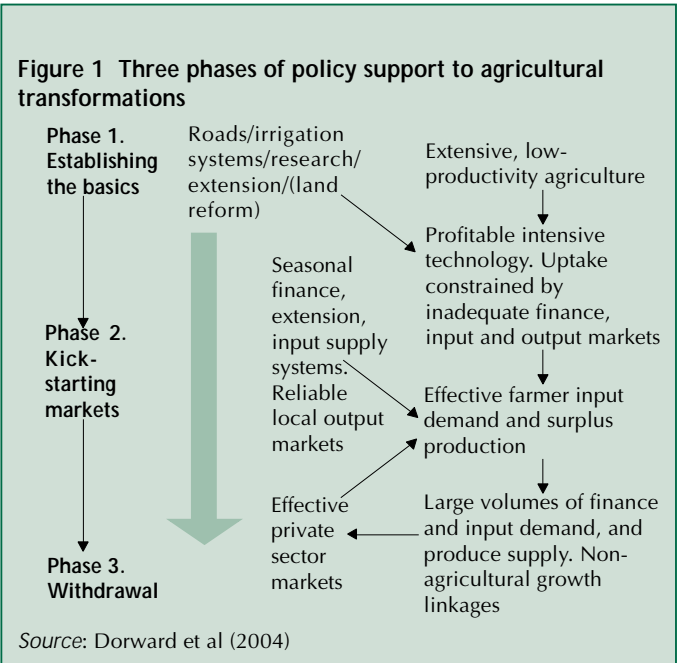 Figure 1 Three phases of policy support to agricultural
transformations
Phase 1.
Establishing
the basics
Roads/irrigation
systems/research/
extension/(land
reform)
Extensive, low-
productivity agriculture
Profitable intensive
technology. Uptake
constrained by
inadequate finance,
input and output markets
Phase 2.
Kick-
starting
markets
Seasonal
finance,
extension,
input supply
systems.
Reliable
local output
markets
Effective farmer input
demand and surplus
production
Phase 3.
Withdrawal
Effective
private
sector
markets
Large volumes of finance
and input demand, and
produce supply. Non-
agricultural growth
linkages
Source: Dorward et al (2004)